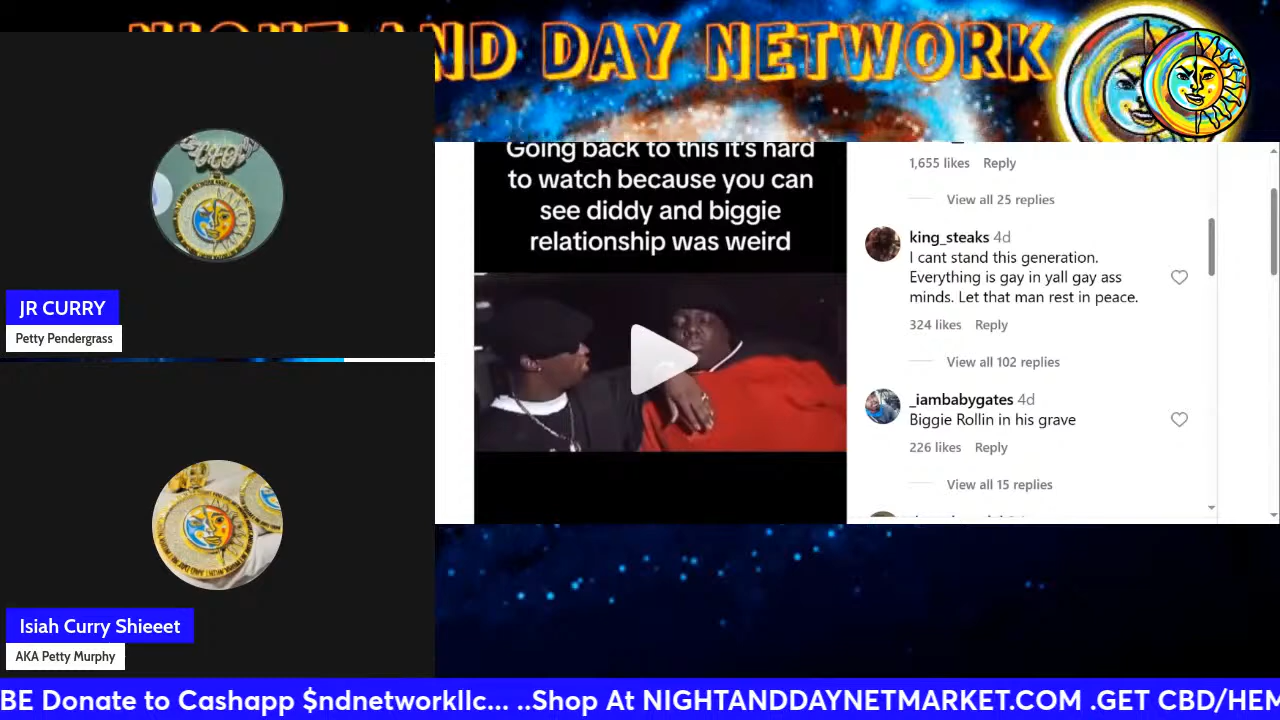 NIGHT AND DAY NETWORK
JR CURRY
Petty Pendergrass
Isiah Curry Shieeet
AKA Petty Murphy
Going back to this it's hard
to watch because you can
see diddy and biggie
relationship was weird
1,655 likes Reply
View all 25 replies
king_steaks 4d
I cant stand this generation.
Everything is gay in yall gay ass
minds. Let that man rest in peace.
324 likes Reply
View all 102 replies
_iambabygates 4d
Biggie Rollin in his grave
226 likes Reply
View all 15 replies
BE Donate to Cashapp $ndnetworkllc... ..Shop At NIGHTANDDAYNETMARKET.COM .GET CBD/HEM